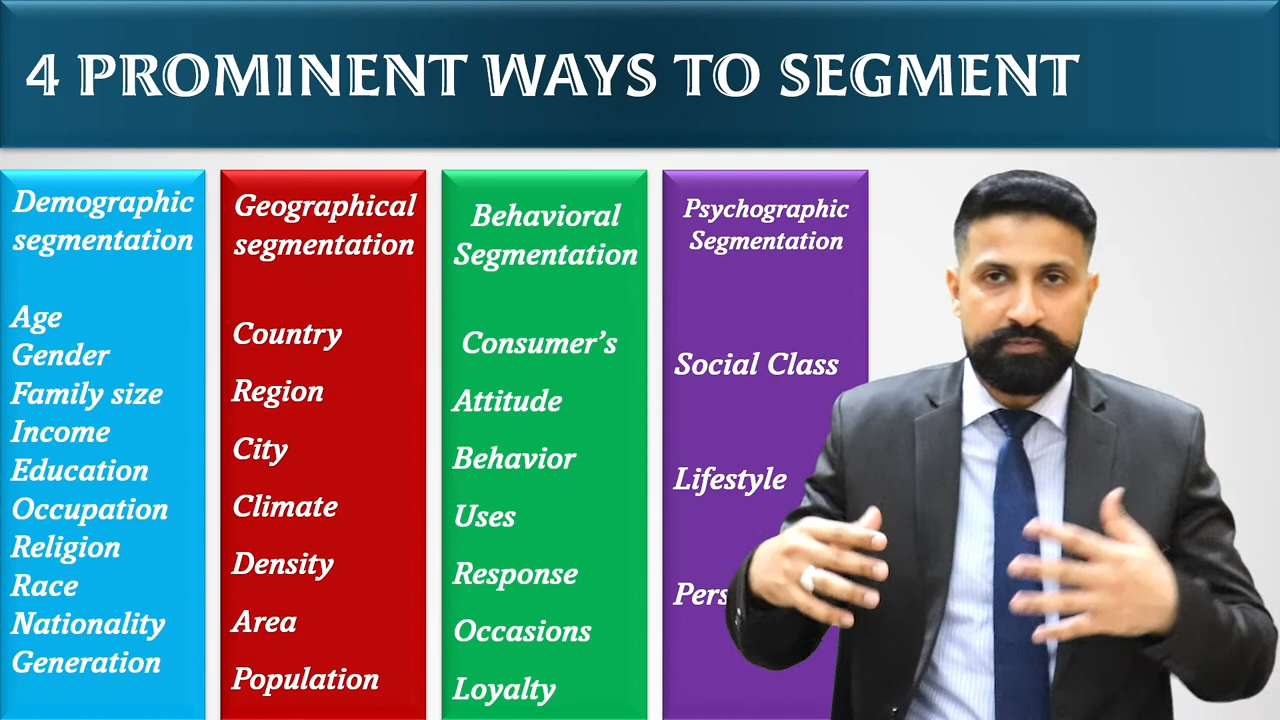 4 PROMINENT WAYS TO SEGMENT
Demographic
segmentation
Age
Gender
Family size
Income
Education
Occupation
Religion
Race
Nationality
Generation
Geographical
segmentation
Country
Region
City
Climate
Density
Area
Population
Behavioral
Segmentation
Consumer's
Attitude
Behavior
Uses
Response
Occasions
Loyalty
Psychographic
Segmentation
Social Class
Lifestyle